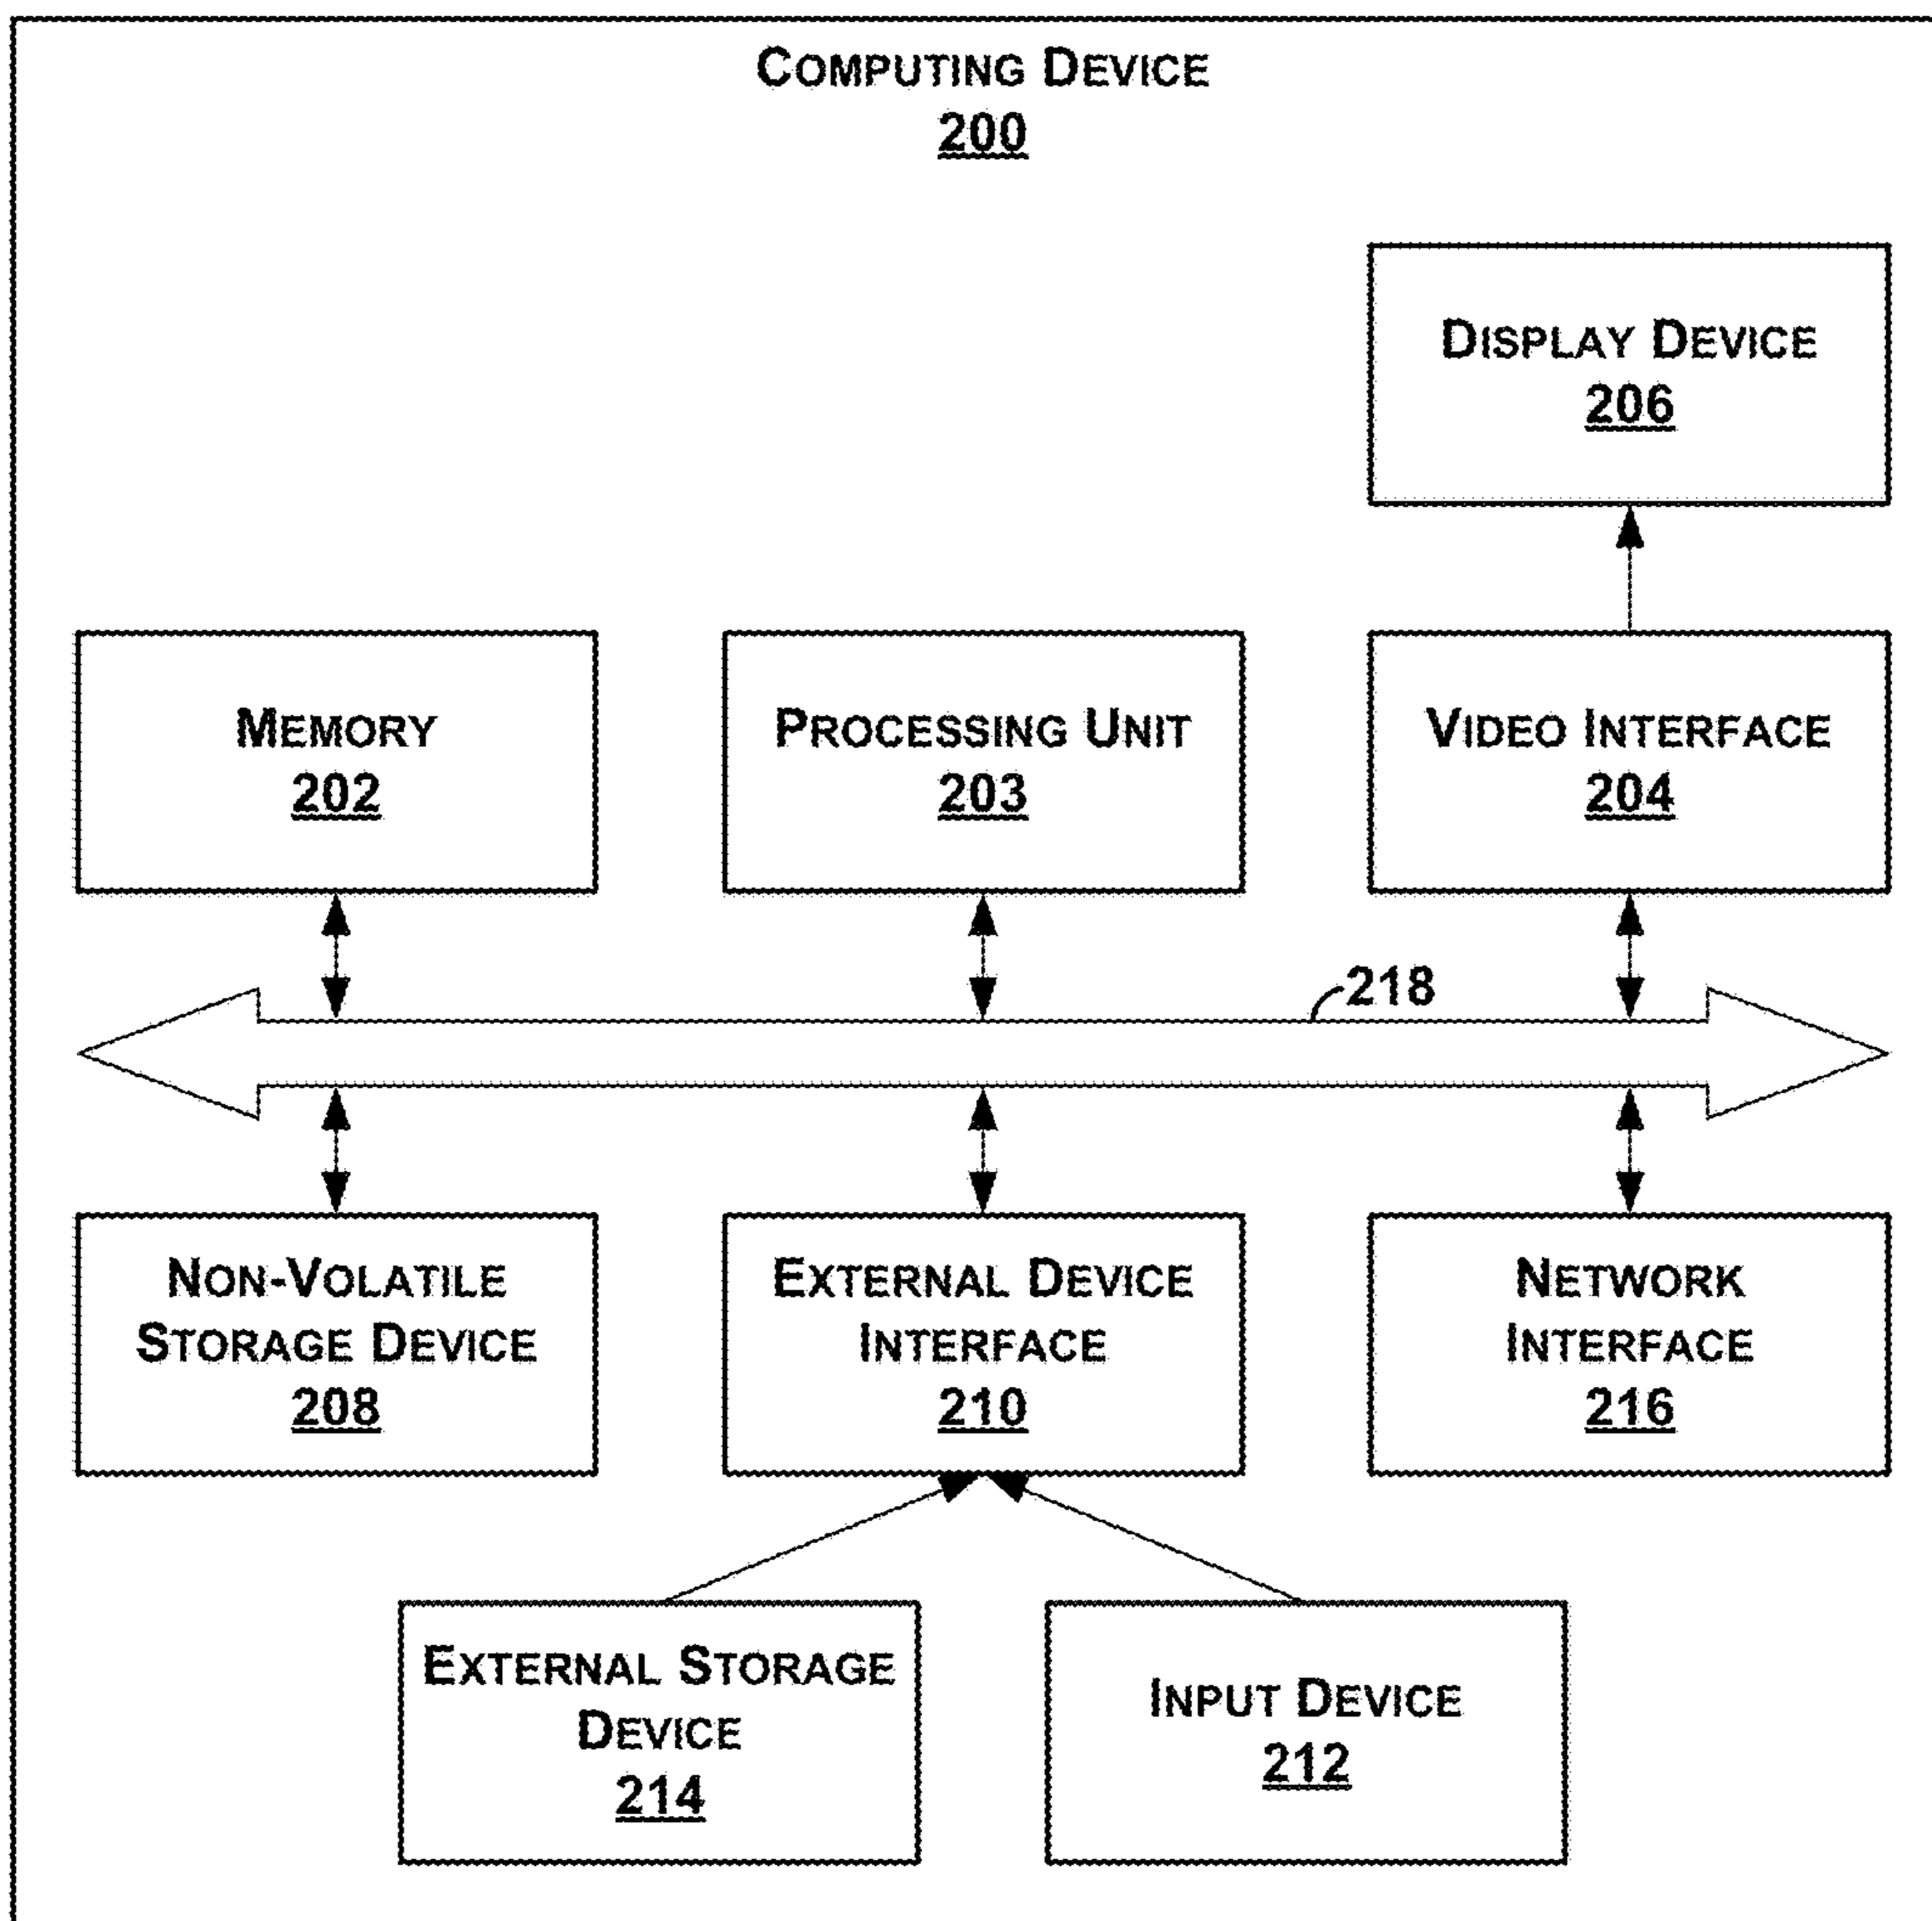 COMPUTING DEVICE
200
DISPLAY DEVICE
206
MEMORY
202
PROCESSING UNIT
203
VIDEO INTERFACE
204
218
NON-VOLATILE
STORAGE DEVICE
208
EXTERNAL DEVICE
INTERFACE
210
NETWORK
INTERFACE
216
EXTERNAL STORAGE
DEVICE
214
INPUT DEVICE
212